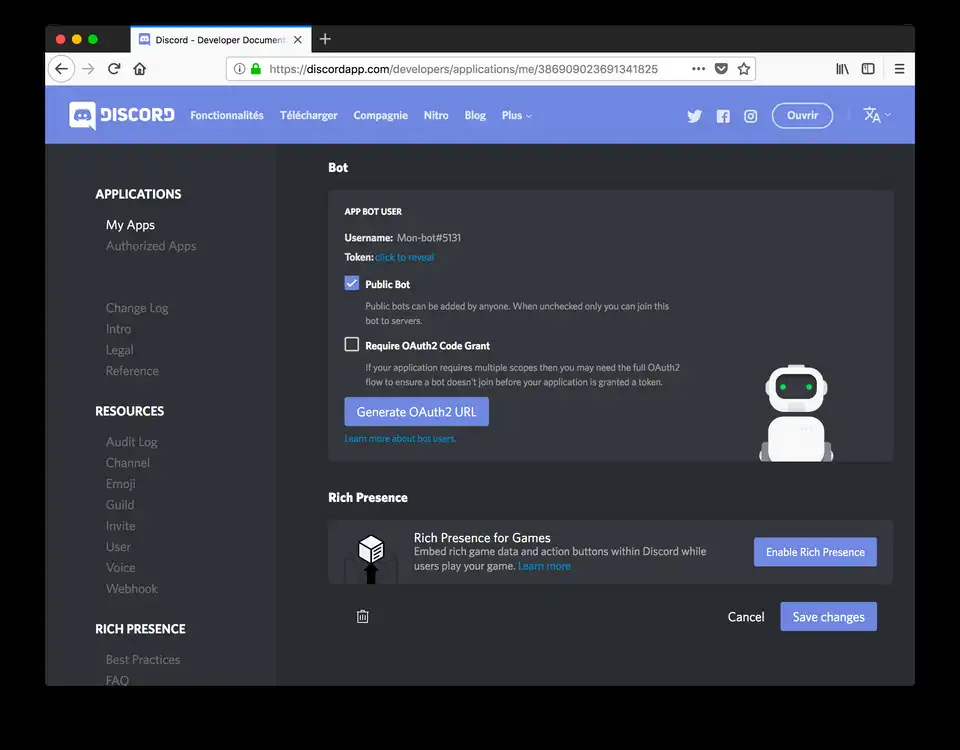 Discord - Developer Document
https://discordapp.com/developers/applications/me/386909023691341825
DISCORD Fonctionnalités Télécharger Compagnie Nitro Blog Plus Ouvrir
APPLICATIONS
My Apps
Authorized Apps
Change Log
Intro
Legal
Reference
RESOURCES
Audit Log
Channel
Emoji
Guild
Invite
User
Voice
Webhook
RICH PRESENCE
Best Practices
FAQ
Bot
APP BOT USER
Username: Mon-bot#5131
Token: click to reveal
Public Bot
Public bots can be added by anyone. When unchecked only you can join this
bot to servers.
Require OAuth2 Code Grant
If your application requires multiple scopes then you may need the full OAuth2
flow to ensure a bot doesn't join before your application is granted a token.
Generate OAuth2 URL
Learn more about bot users.
Rich Presence
Rich Presence for Games
Embed rich game data and action buttons within Discord while
users play your game. Learn more
Enable Rich Presence
Cancel Save changes